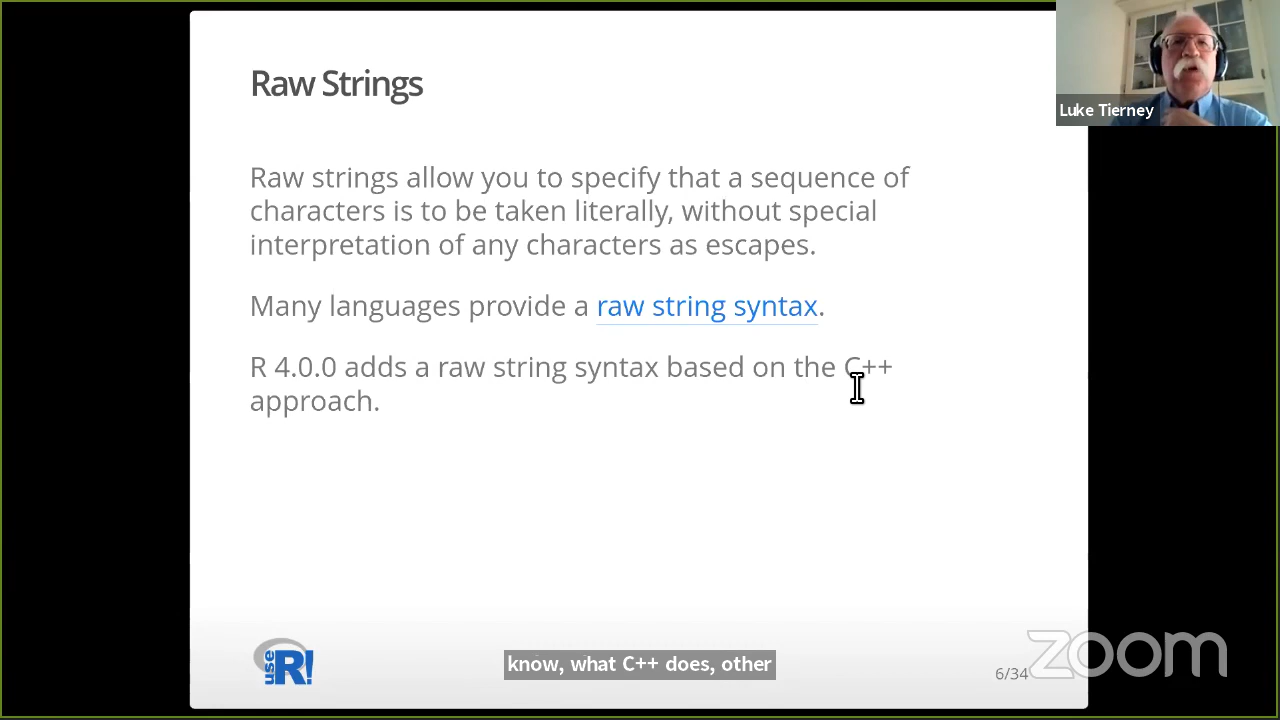 Raw Strings
Luke Tierney
Raw strings allow you to specify that a sequence of
characters is to be taken literally, without special
interpretation of any characters as escapes.
Many languages provide a raw string syntax.
R 4.0.0 adds a raw string syntax based on the C++
approach.
use
R!
know, what C++ does, other
6/34
zoom